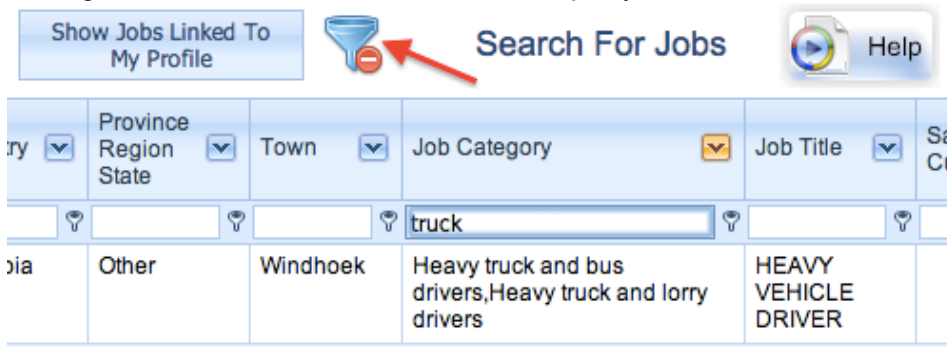 Show Jobs Linked To
My Profile
Search For Jobs
Help
Province
Region
State
Town
Job Category
Job Title
truck
Other
Windhoek
Heavy truck and bus
drivers,Heavy truck and lorry
drivers
HEAVY
VEHICLE
DRIVER